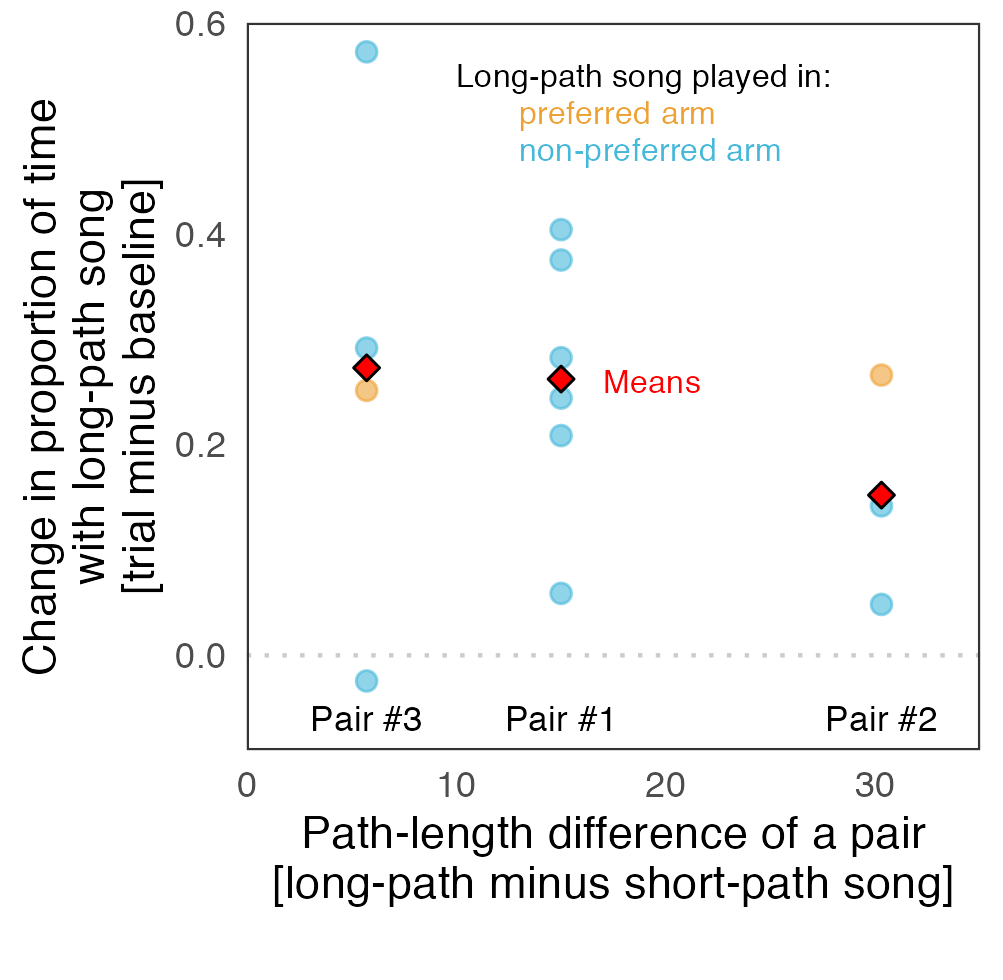 Change in proportion of time
with long-path song
[trial minus baseline]
0.6
0.4
0.2
0.0
Long-path song played in:
preferred arm
non-preferred arm
Means
Pair #3
Pair #1
Pair #2
0
10
20
30
Path-length difference of a pair
[long-path minus short-path song]